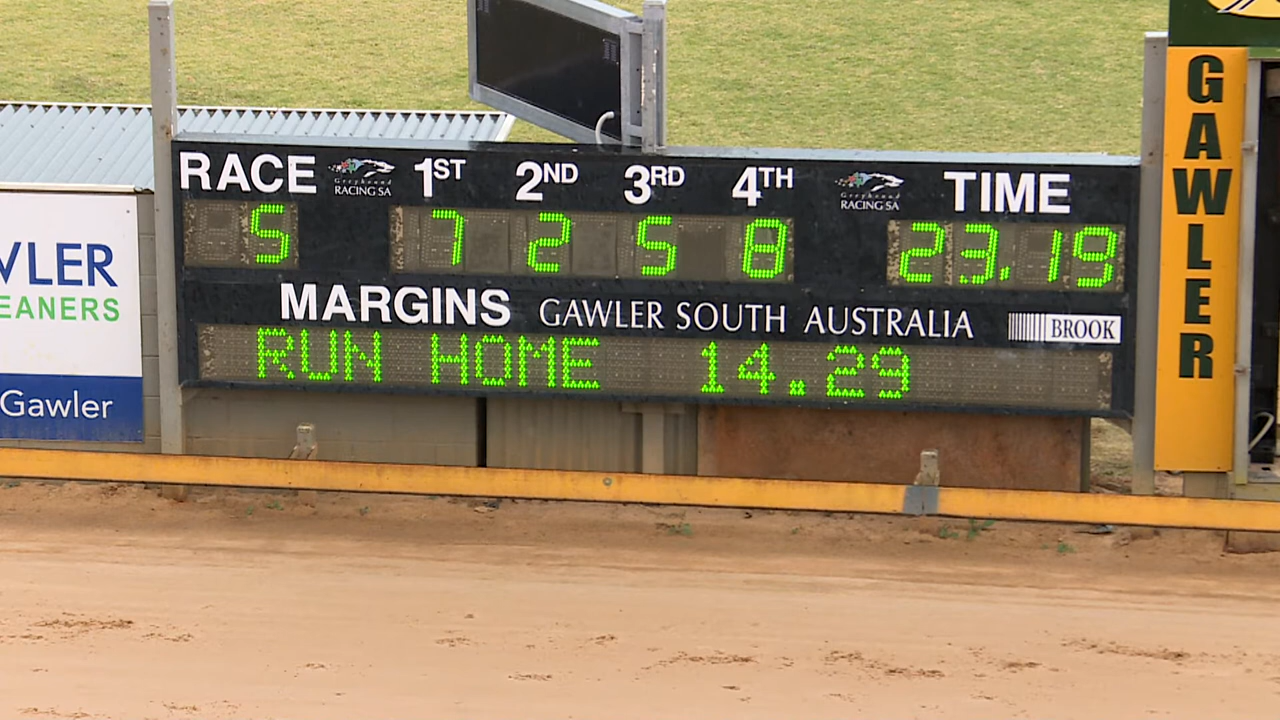 RACE Greyhound RACING SA 1ST 2ND 3RD 4TH Greyhound RACING SA TIME
5 7 2 5 8 23.19
MARGINS GAWLER SOUTH AUSTRALIA BROOK
RUN HOME 14.29
WLER
EANERS
Gawler
GAWLER